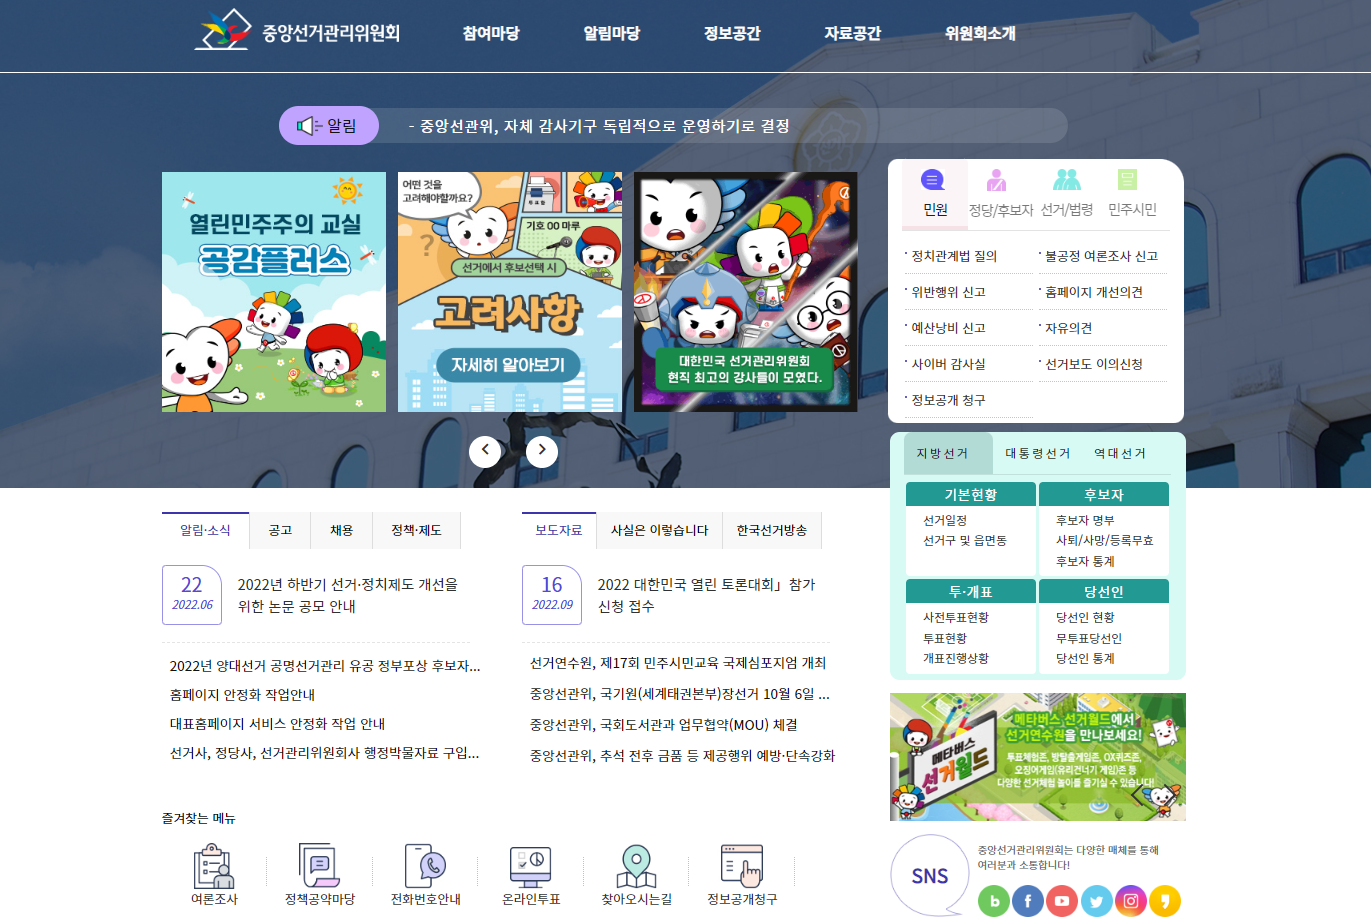 중앙선거관리위원회
참여마당
알림마당
정보공간
자료공간
위원회소개
알림
- 중앙선관위, 자체 감사기구 독립적으로 운영하기로 결정
열린민주주의 교실
공감플러스
어떤 것을
고려해야할까요?
?
투표함
기호 00 마루
선거에서 후보선택 시
고려사항
자세히 알아보기
대한민국 선거관리위원회
현직 최고의 강사들이 모였다.
민원
정당/후보자
선거/법령
민주시민
· 정치관계법 질의
· 불공정 여론조사 신고
· 위반행위 신고
· 홈페이지 개선의견
· 예산낭비 신고
· 자유의견
· 사이버 감사실
· 선거보도 이의신청
· 정보공개 청구
지방선거
대통령선거
역대선거
기본현황
선거일정
선거구 및 읍면동
후보자
후보자 명부
사퇴/사망/등록무효
후보자 통계
투·개표
사전투표현황
투표현황
개표진행상황
당선인
당선인 현황
무투표당선인
당선인 통계
알림·소식
공고
채용
정책·제도
22
2022.06
2022년 하반기 선거·정치제도 개선을
위한 논문 공모 안내
2022년 양대선거 공명선거관리 유공 정부포상 후보자...
홈페이지 안정화 작업안내
대표홈페이지 서비스 안정화 작업 안내
선거사, 정당사, 선거관리위원회사 행정박물자료 구입...
보도자료
사실은 이렇습니다
한국선거방송
16
2022.09
2022 대한민국 열린 토론대회」참가
신청 접수
선거연수원, 제17회 민주시민교육 국제심포지엄 개최
중앙선관위, 국기원(세계태권본부)장선거 10월 6일 ...
중앙선관위, 국회도서관과 업무협약(MOU) 체결
중앙선관위, 추석 전후 금품 등 제공행위 예방·단속강화
메타버스
선거월드
메타버스 선거월드에서
선거연수원을 만나보세요!
투표체험존, 방탈출게임존, OX퀴즈존,
오징어게임(유리건너기 게임)존 등
다양한 선거체험 놀이를 즐기실 수 있습니다!
즐겨찾는 메뉴
여론조사
정책공약마당
전화번호안내
온라인투표
찾아오시는길
정보공개청구
SNS
중앙선거관리위원회는 다양한 매체를 통해
여러분과 소통합니다!